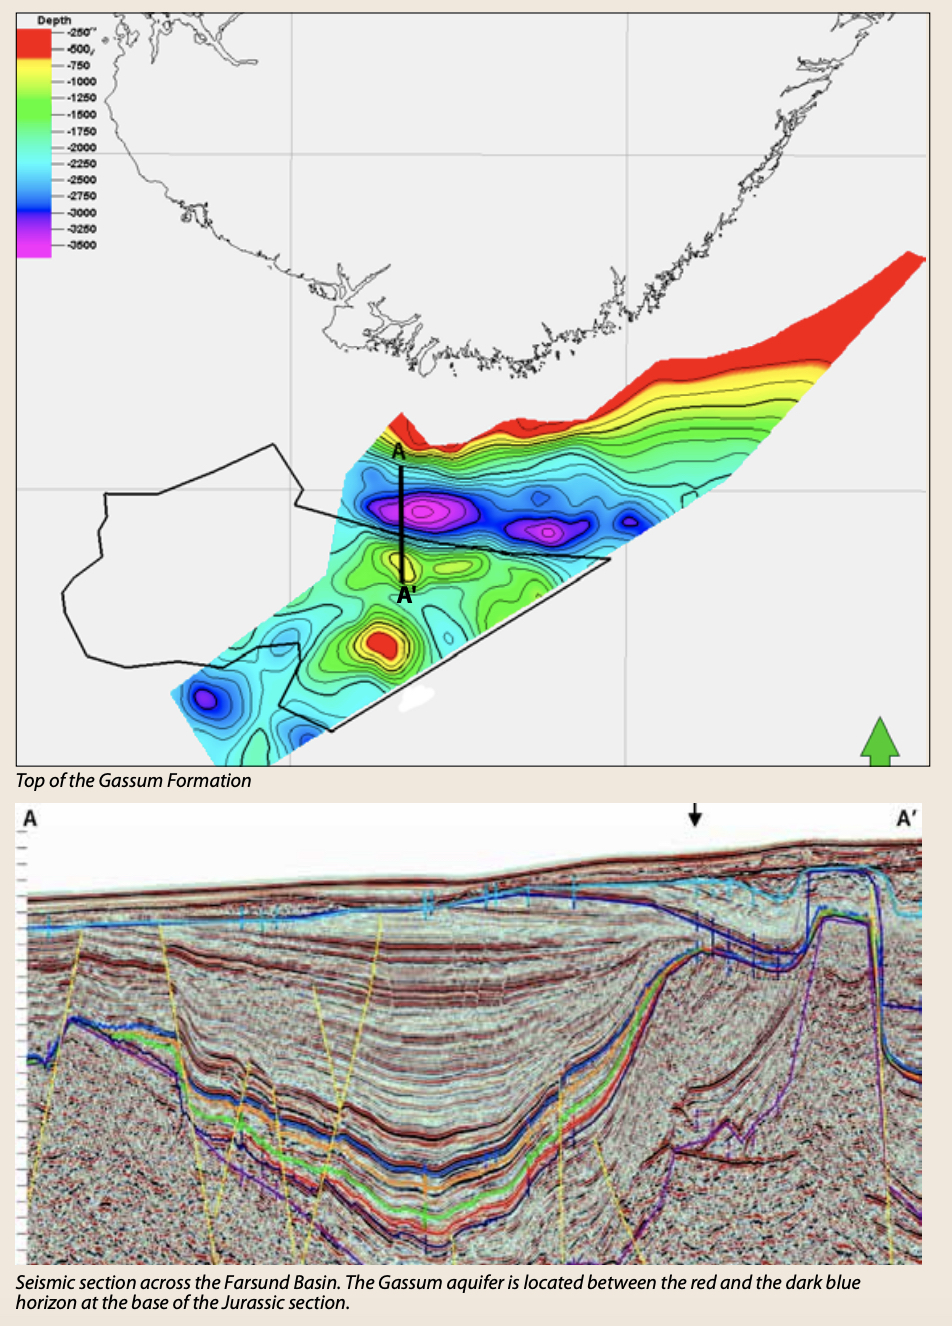 Depth
-250
-500
-750
-1000
-1250
-1500
-1750
-2000
-2250
-2500
-2750
-3000
-3250
-3500
A
A'
Top of the Gassum Formation
A
A'
Seismic section across the Farsund Basin. The Gassum aquifer is located between the red and the dark blue
horizon at the base of the Jurassic section.